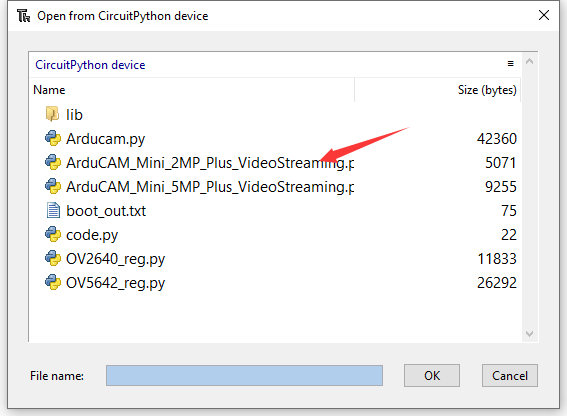 Open from CircuitPython device
CircuitPython device ≡
Name Size (bytes)
lib
Arducam.py 42360
ArduCAM_Mini_2MP_Plus_VideoStreaming.p 5071
ArduCAM_Mini_5MP_Plus_VideoStreaming.p 9255
boot_out.txt 75
code.py 22
OV2640_reg.py 11833
OV5642_reg.py 26292
File name: OK Cancel